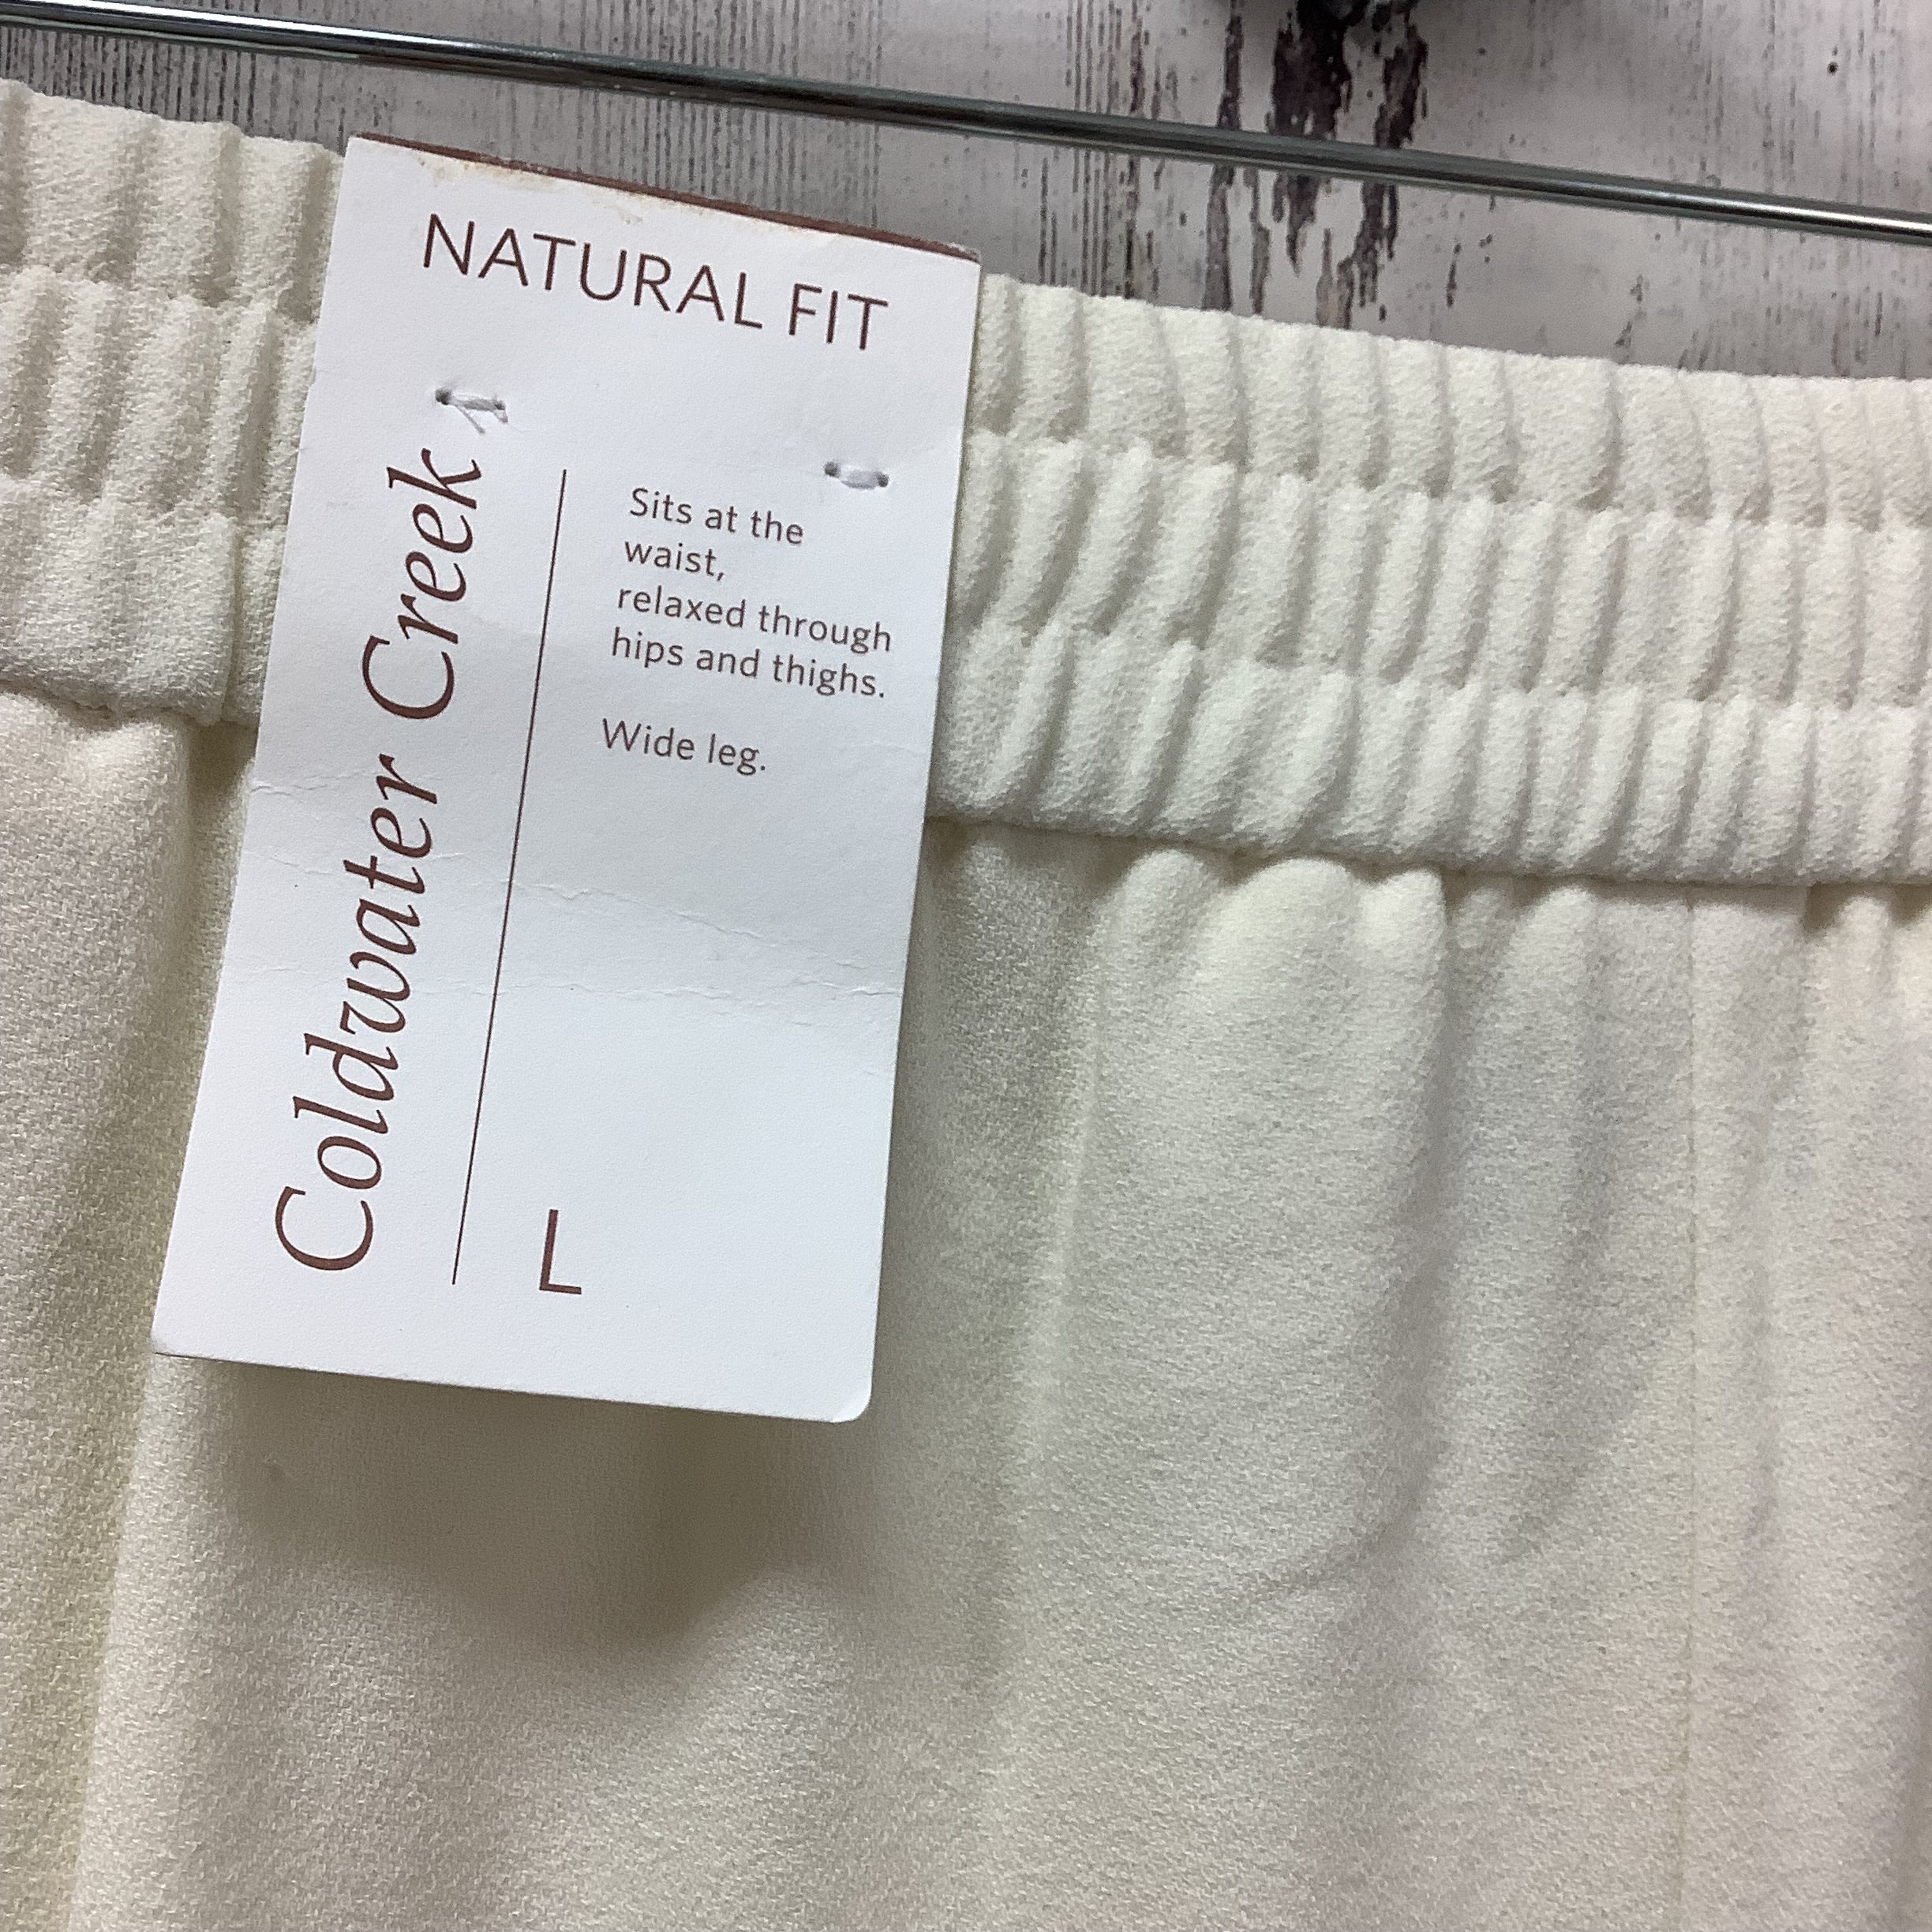 NATURAL FIT
Coldwater Creek
Sits at the
waist,
relaxed through
hips and thighs.
Wide leg.
L